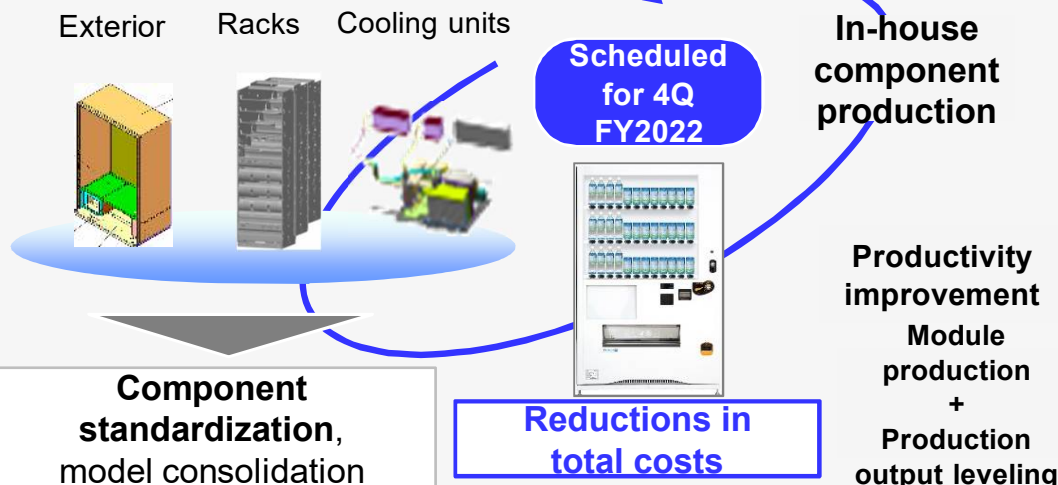 Exterior
Racks
Cooling units
Scheduled
for 4Q
FY2022
In-house
component
production
Productivity
improvement
Module
production
+
Production
output leveling
Component
standardization,
model consolidation
Reductions in
total costs